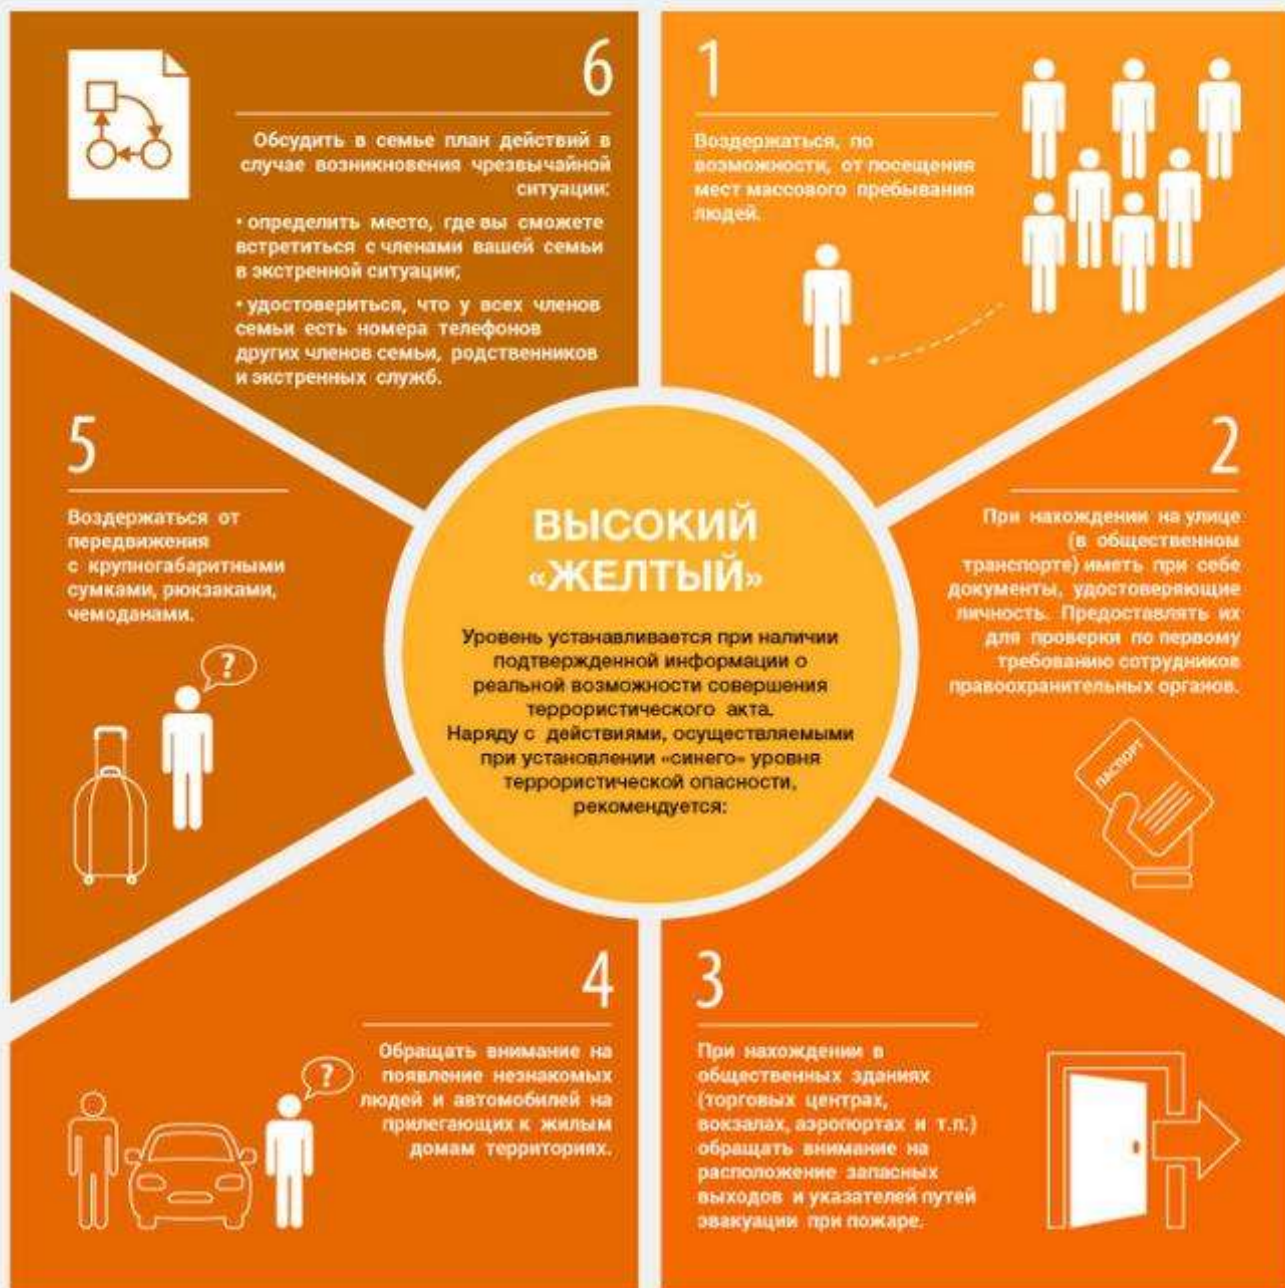 ВЫСОКИЙ
«ЖЕЛТЫЙ»
Уровень устанавливается при наличии
подтвержденной информации о
реальной возможности совершения
террористического акта.
Наряду с действиями, осуществляемыми
при установлении «синего» уровня
террористической опасности,
рекомендуется:
1
Воздержаться, по
возможности, от посещения
мест массового пребывания
людей.
2
При нахождении на улице
(в общественном
транспорте) иметь при себе
документы, удостоверяющие
личность. Предоставлять их
для проверки по первому
требованию сотрудников
правоохранительных органов.
ПАСПОРТ
3
При нахождении в
общественных зданиях
(торговых центрах,
вокзалах, аэропортах и т.п.)
обращать внимание на
расположение запасных
выходов и указателей путей
эвакуации при пожаре.
4
Обращать внимание на
появление незнакомых
людей и автомобилей на
прилегающих к жилым
домам территориях.
?
5
Воздержаться от
передвижения
с крупногабаритными
сумками, рюкзаками,
чемоданами.
?
6
Обсудить в семье план действий в
случае возникновения чрезвычайной
ситуации:
• определить место, где вы сможете
встретиться с членами вашей семьи
в экстренной ситуации;
• удостовериться, что у всех членов
семьи есть номера телефонов
других членов семьи, родственников
и экстренных служб.